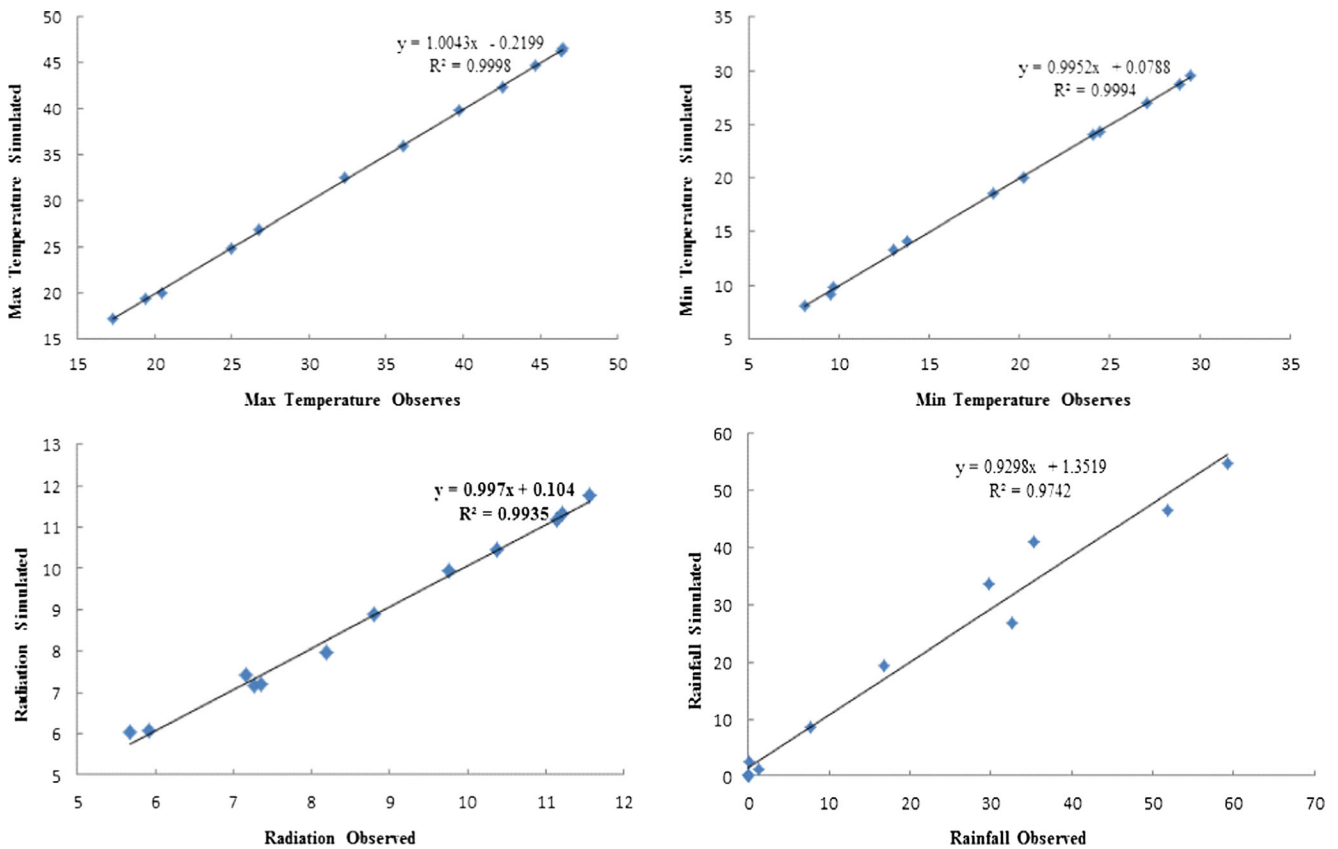 50
45
40
35
30
25
20
15
Max Temperature Simulated
y = 1.0043x - 0.2199
R² = 0.9998
15 20 25 30 35 40 45 50
Max Temperature Observes
35
30
25
20
15
10
5
Min Temperature Simulated
y = 0.9952x + 0.0788
R² = 0.9994
5 10 15 20 25 30 35
Min Temperature Observes
13
12
11
10
9
8
7
6
5
Radiation Simulated
y = 0.997x + 0.104
R² = 0.9935
5 6 7 8 9 10 11 12
Radiation Observed
60
50
40
30
20
10
0
Rainfall Simulated
y = 0.9298x + 1.3519
R² = 0.9742
0 10 20 30 40 50 60 70
Rainfall Observed